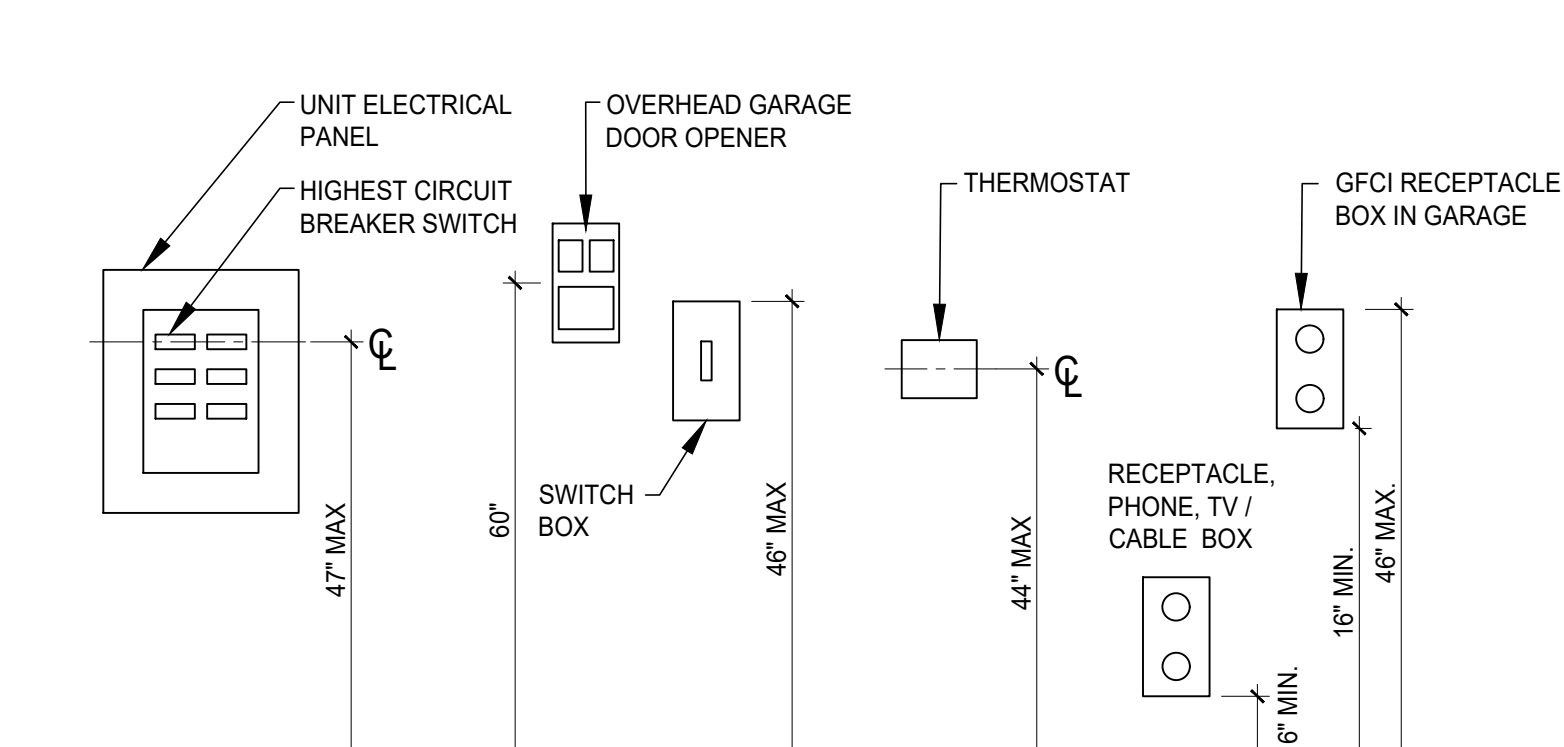 UNIT ELECTRICAL
PANEL
OVERHEAD GARAGE
DOOR OPENER
HIGHEST CIRCUIT
BREAKER SWITCH
THERMOSTAT
GFCI RECEPTACLE
BOX IN GARAGE
℄
℄
SWITCH
BOX
RECEPTACLE,
PHONE, TV /
CABLE BOX
47" MAX
60"
46" MAX
44" MAX
6" MIN.
16" MIN.
46" MAX.